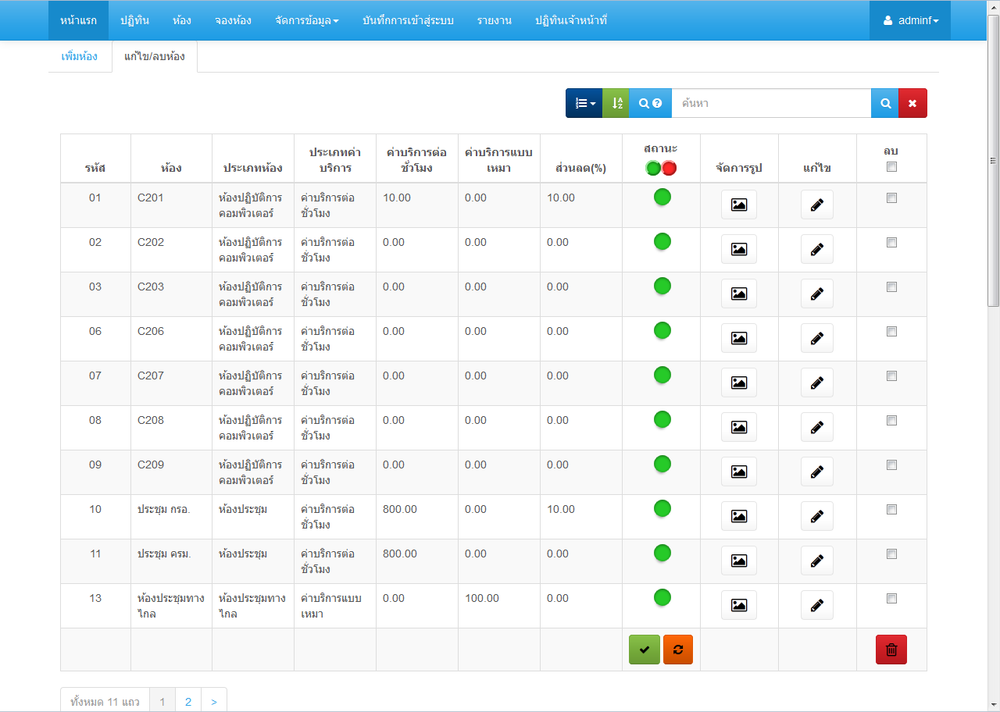 หน้าแรก ปฏิทิน ห้อง จองห้อง จัดการข้อมูล บันทึกการเข้าสู่ระบบ รายงาน ปฏิทินเจ้าหน้าที่ adminf
เพิ่มห้อง แก้ไข/ลบห้อง
ค้นหา
รหัส ห้อง ประเภทห้อง ประเภทค่าบริการ ค่าบริการต่อชั่วโมง ค่าบริการแบบเหมา ส่วนลด(%) สถานะ จัดการรูป แก้ไข ลบ
01 C201 ห้องปฏิบัติการคอมพิวเตอร์ ค่าบริการต่อชั่วโมง 10.00 0.00 10.00
02 C202 ห้องปฏิบัติการคอมพิวเตอร์ ค่าบริการต่อชั่วโมง 0.00 0.00 0.00
03 C203 ห้องปฏิบัติการคอมพิวเตอร์ ค่าบริการต่อชั่วโมง 0.00 0.00 0.00
06 C206 ห้องปฏิบัติการคอมพิวเตอร์ ค่าบริการต่อชั่วโมง 0.00 0.00 0.00
07 C207 ห้องปฏิบัติการคอมพิวเตอร์ ค่าบริการต่อชั่วโมง 0.00 0.00 0.00
08 C208 ห้องปฏิบัติการคอมพิวเตอร์ ค่าบริการต่อชั่วโมง 0.00 0.00 0.00
09 C209 ห้องปฏิบัติการคอมพิวเตอร์ ค่าบริการต่อชั่วโมง 0.00 0.00 0.00
10 ประชุม กรอ. ห้องประชุม ค่าบริการต่อชั่วโมง 800.00 0.00 10.00
11 ประชุม ครม. ห้องประชุม ค่าบริการต่อชั่วโมง 800.00 0.00 0.00
13 ห้องประชุมทางไกล ห้องประชุมทางไกล ค่าบริการแบบเหมา 0.00 100.00 0.00
ทั้งหมด 11 แถว 1 2 >